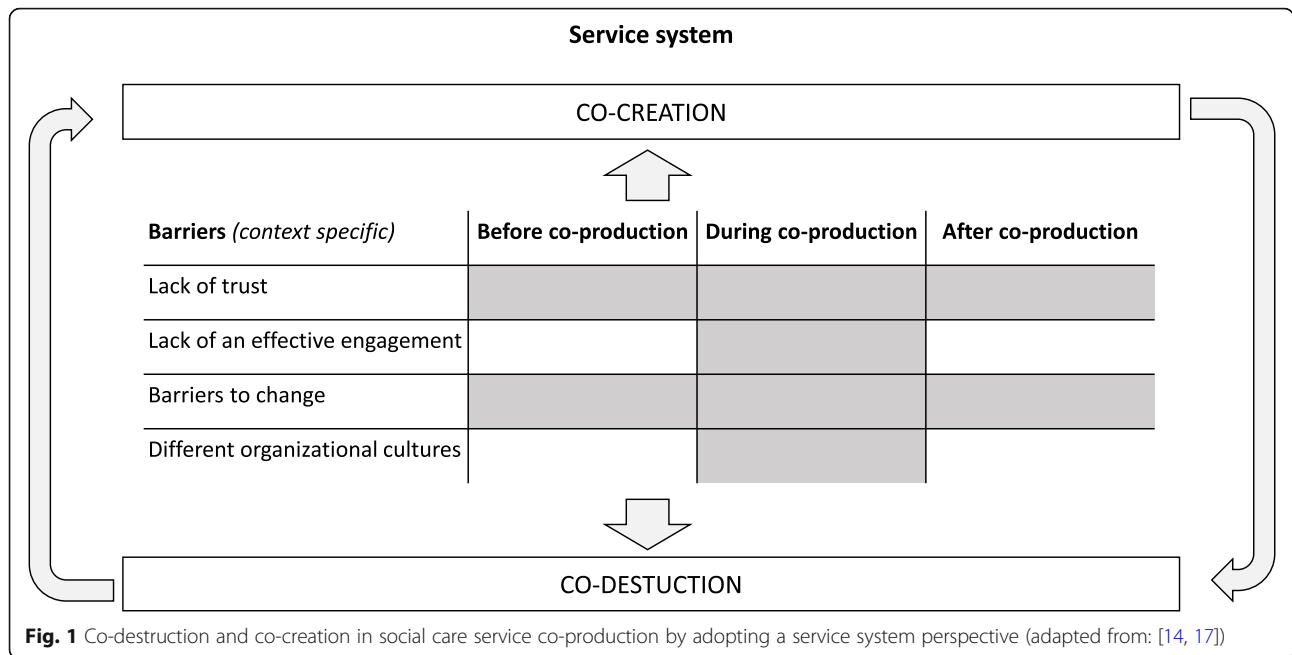 Service system
CO-CREATION
Barriers (context specific) Before co-production During co-production After co-production
Lack of trust
Lack of an effective engagement
Barriers to change
Different organizational cultures
CO-DESTUCTION
Fig. 1 Co-destruction and co-creation in social care service co-production by adopting a service system perspective (adapted from: [14, 17])